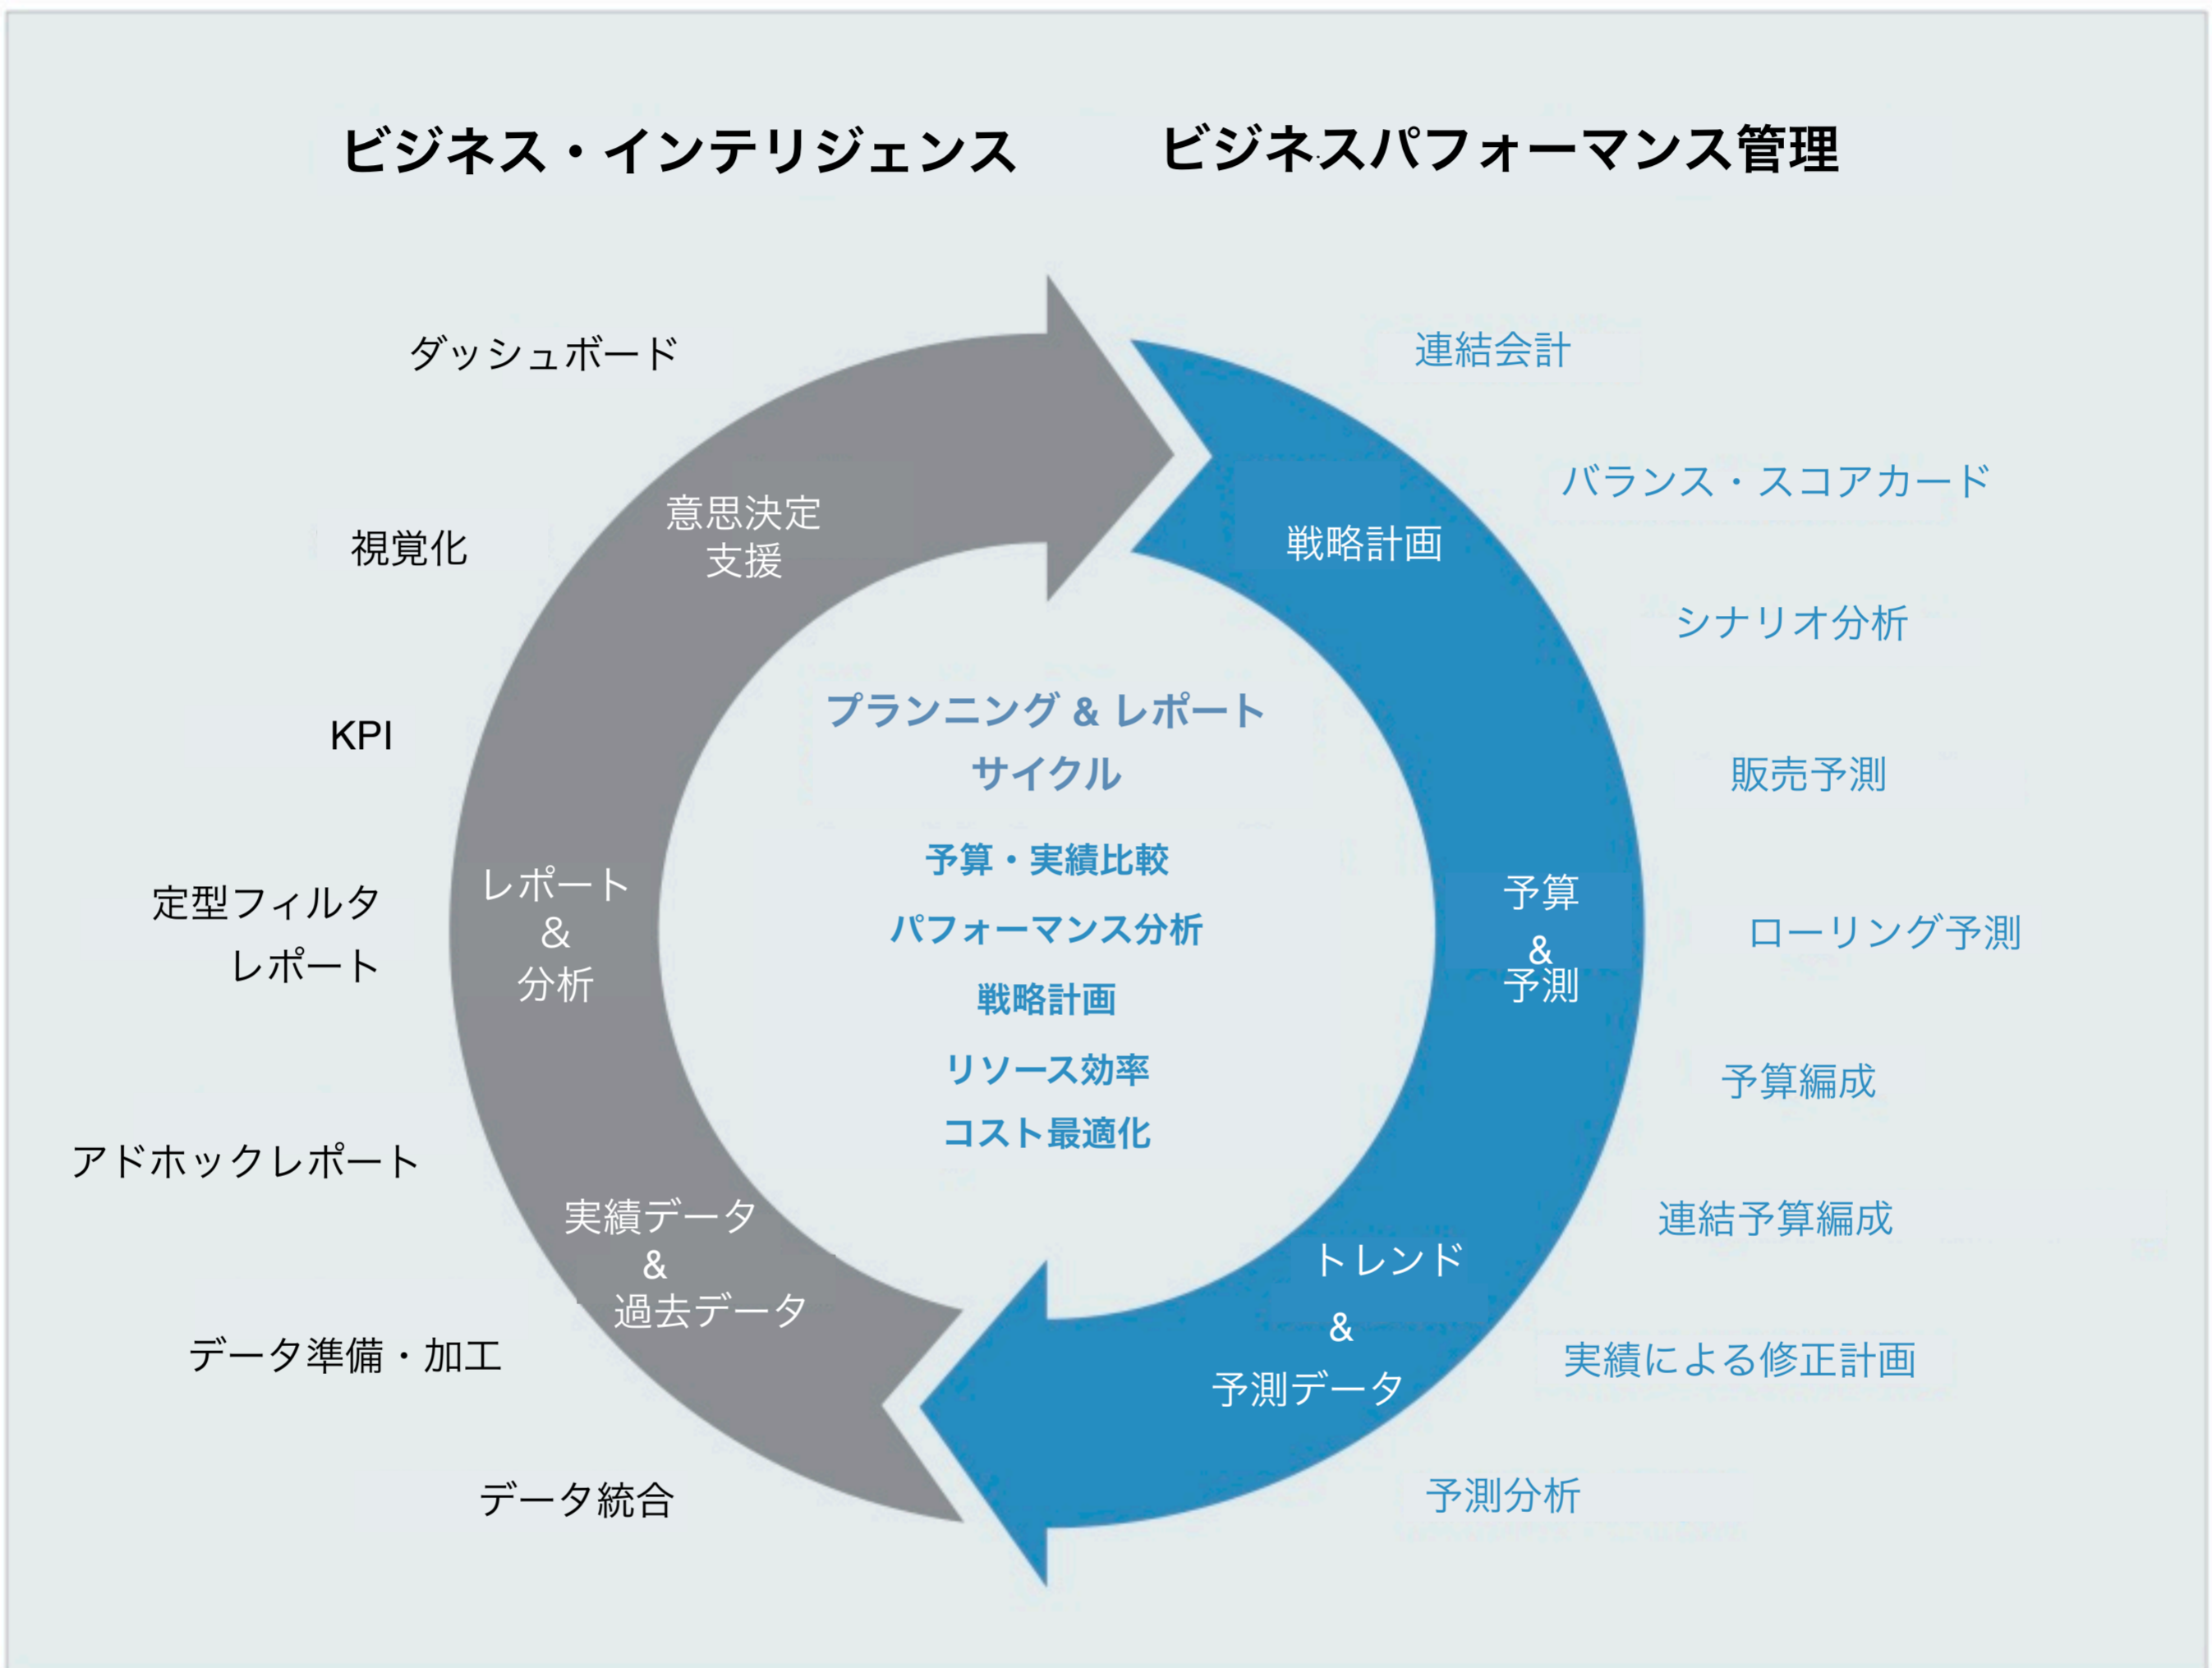 ビジネス・インテリジェンス
ビジネスパフォーマンス管理
ダッシュボード
視覚化
KPI
定型フィルタ
レポート
アドホックレポート
データ準備・加工
データ統合
意思決定
支援
レポート
&
分析
実績データ
&
過去データ
プランニング & レポート
サイクル
予算・実績比較
パフォーマンス分析
戦略計画
リソース効率
コスト最適化
戦略計画
予算
&
予測
トレンド
&
予測データ
連結会計
バランス・スコアカード
シナリオ分析
販売予測
ローリング予測
予算編成
連結予算編成
実績による修正計画
予測分析